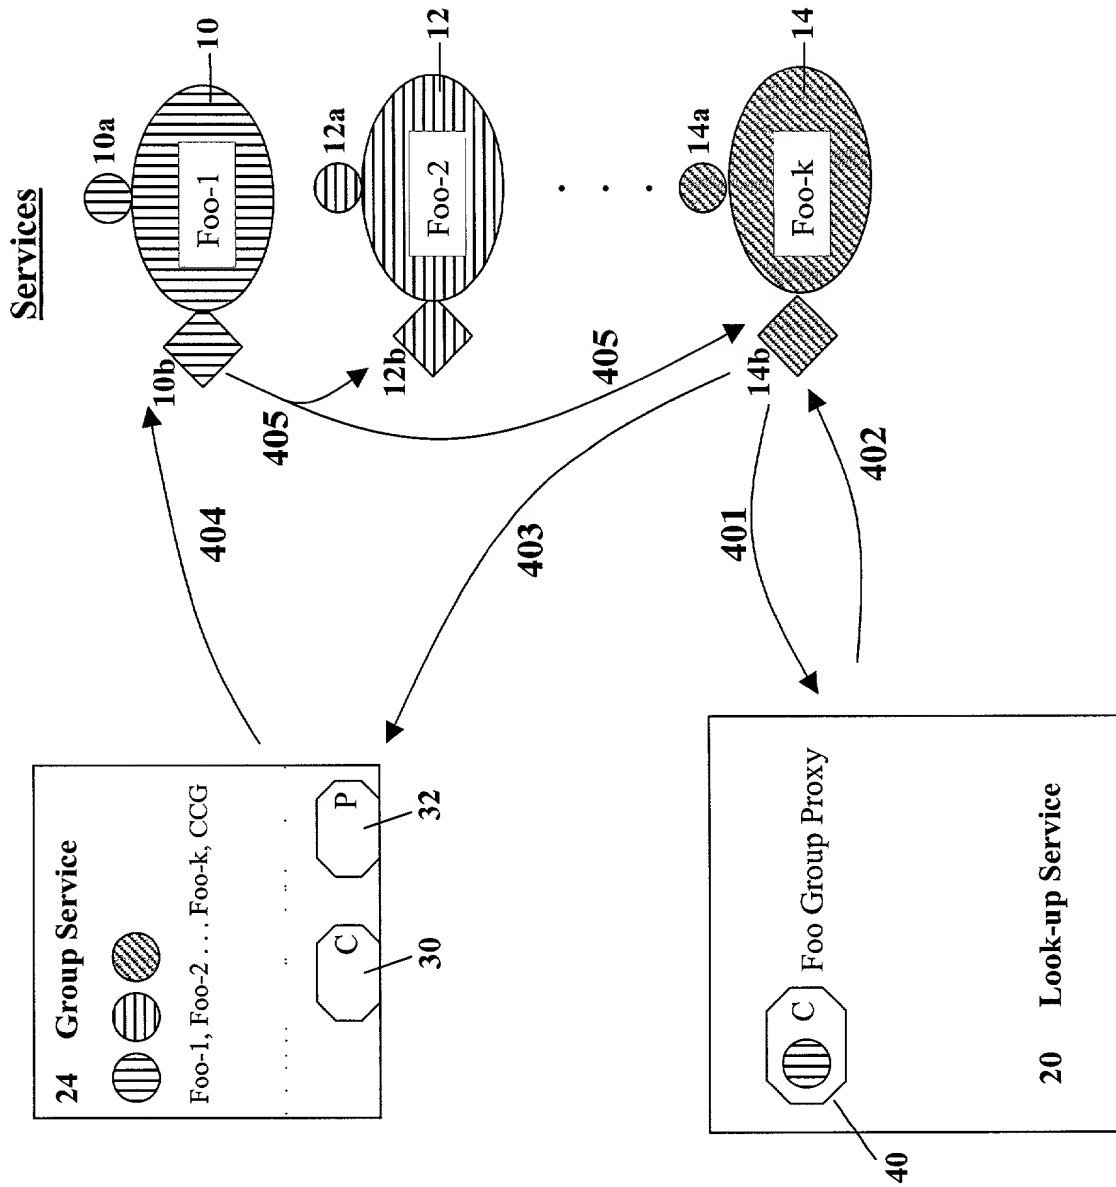 Services
10
10a
Foo-1
10b
12
12a
Foo-2
12b
. . .
14
14a
Foo-k
14b
405
405
404
403
401
402
24 Group Service
Foo-1, Foo-2 . . . . Foo-k, CCG
C
P
30
32
C Foo Group Proxy
40
20 Look-up Service